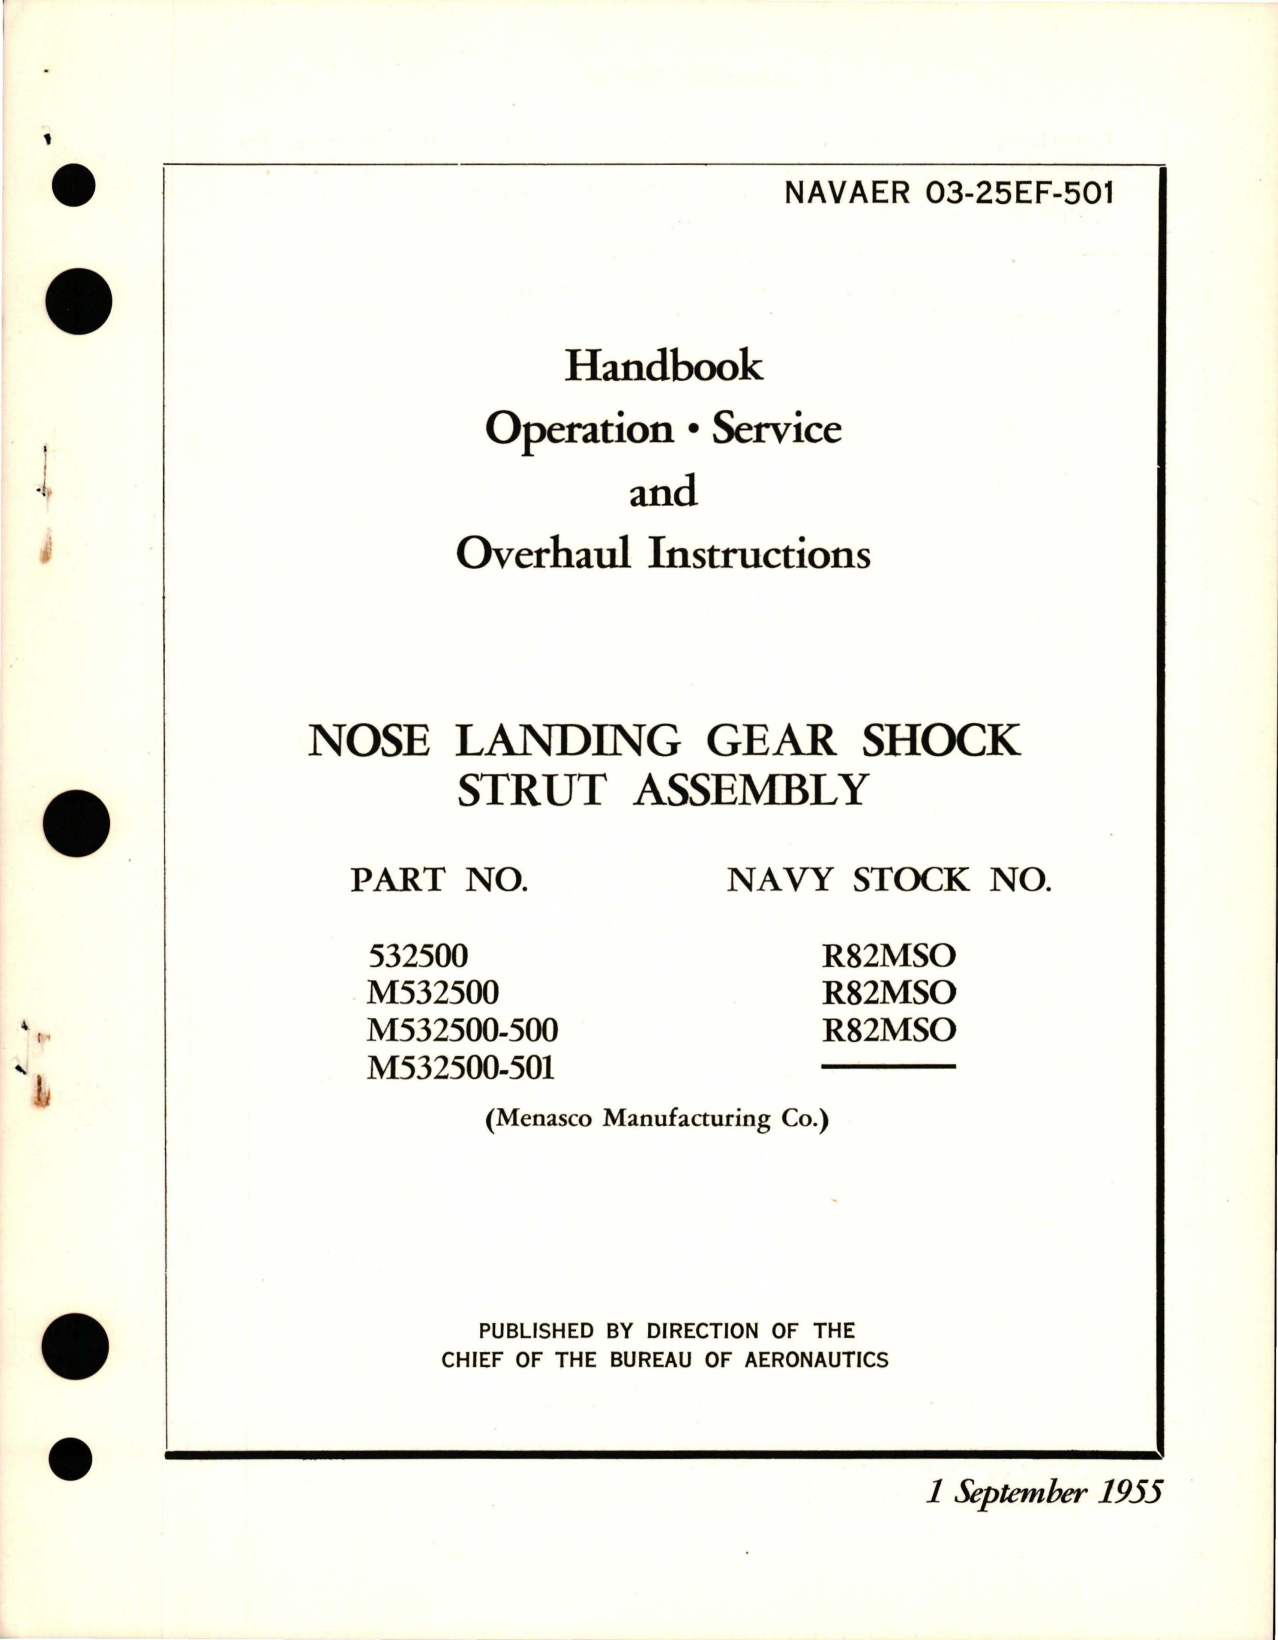 NAVAER 03-25EF-501
Handbook
Operation • Service
and
Overhaul Instructions
NOSE LANDING GEAR SHOCK
STRUT ASSEMBLY
PART NO. NAVY STOCK NO.
532500 R82MSO
M532500 R82MSO
M532500-500 R82MSO
M532500-501
(Menasco Manufacturing Co.)
PUBLISHED BY DIRECTION OF THE
CHIEF OF THE BUREAU OF AERONAUTICS
1 September 1955